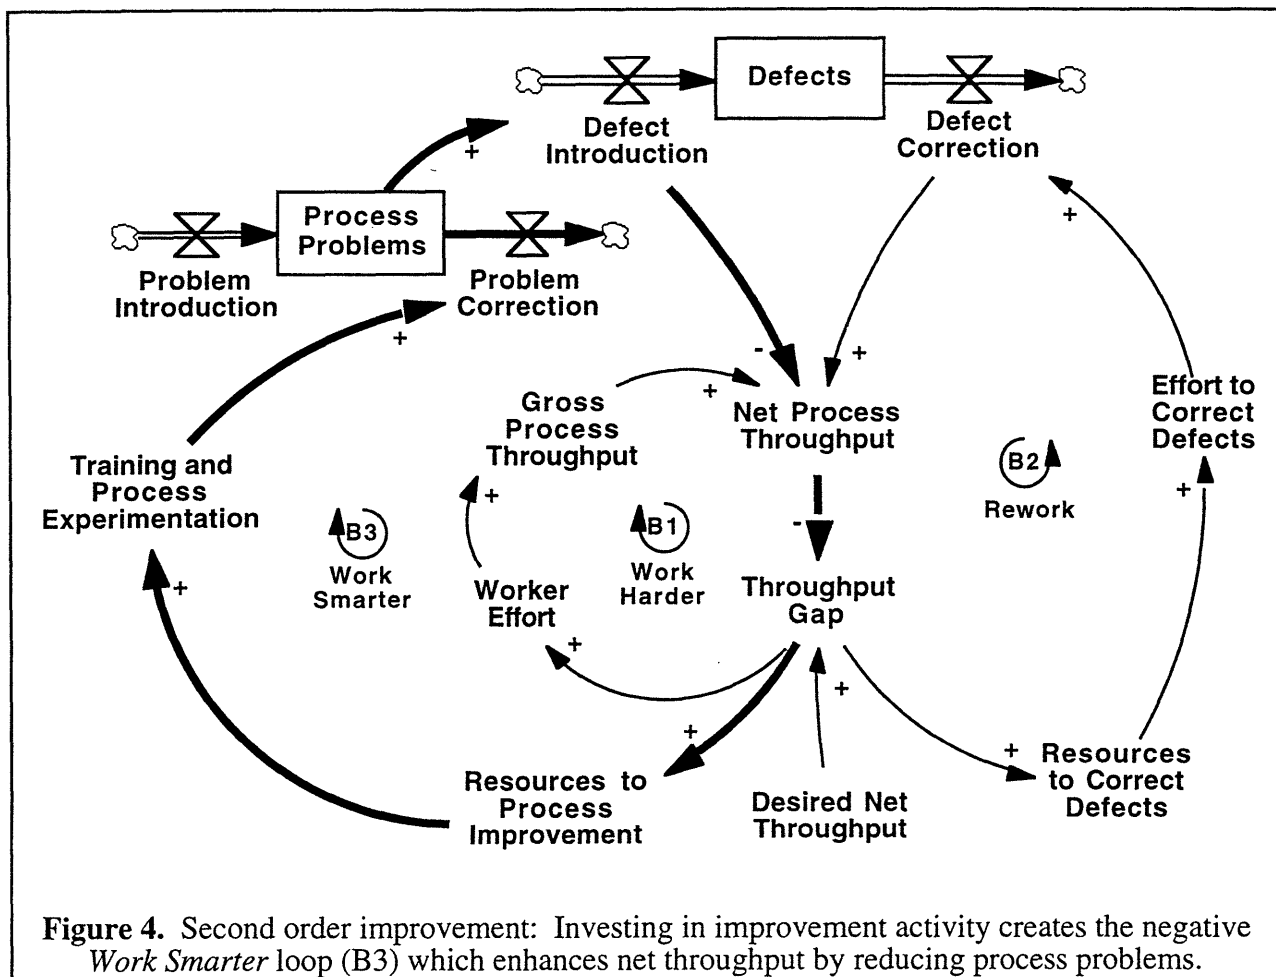 Defects
Defect
Introduction
Defect
Correction
+
+
Process
Problems
Problem
Introduction
Problem
Correction
+
-
+
+
Gross
Process
Throughput
Net Process
Throughput
Effort to
Correct
Defects
Training and
Process
Experimentation
+
+
B2
Rework
B3
Work
Smarter
B1
Work
Harder
-
+
Worker
Effort
Throughput
Gap
+
+
+
+
Resources to
Process
Improvement
Desired Net
Throughput
Resources
to Correct
Defects
Figure 4. Second order improvement: Investing in improvement activity creates the negative
Work Smarter loop (B3) which enhances net throughput by reducing process problems.